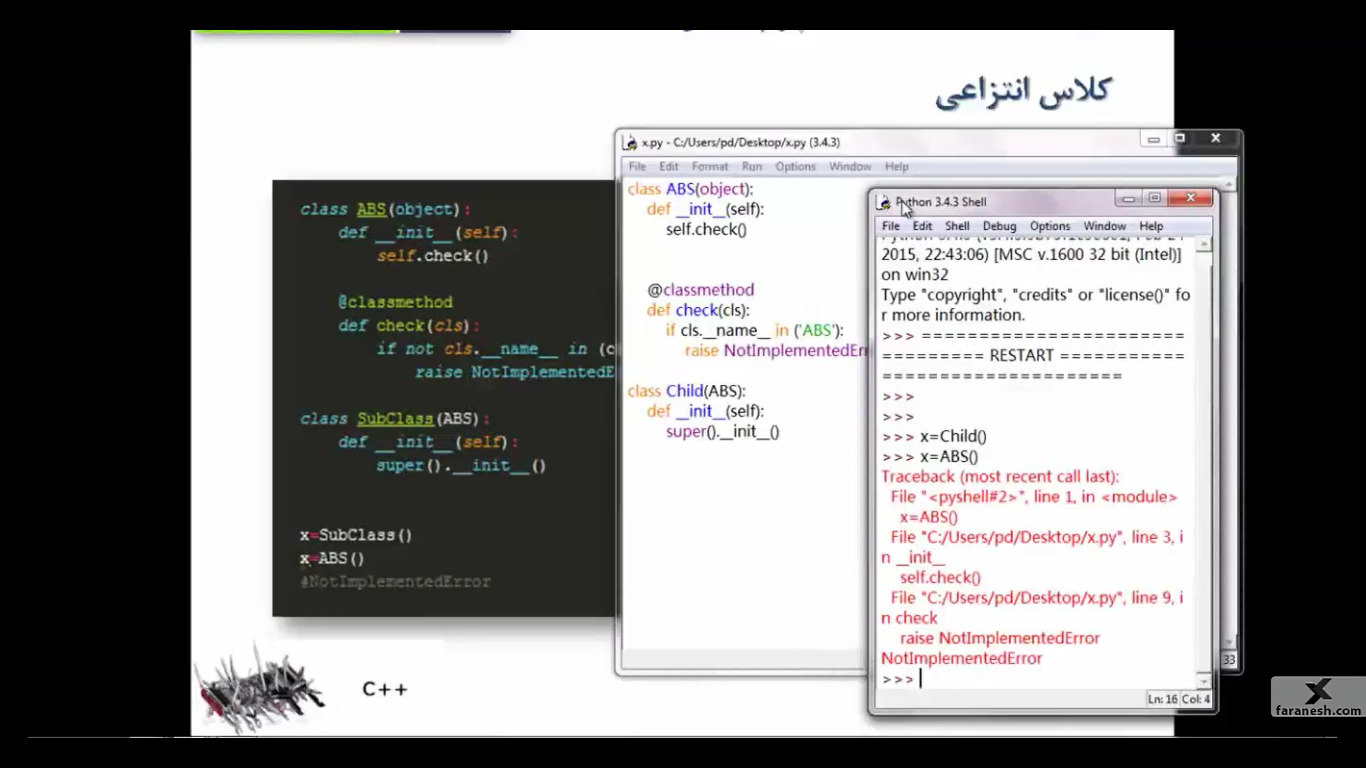 کلاس انتزاعی
class ABS(object):
def __init__(self):
self.check()
@classmethod
def check(cls):
if not cls.__name__ in (c
raise NotImplementedE
class SubClass(ABS):
def __init__(self):
super().__init__()
x=SubClass()
x=ABS()
#NotImplementedError
C++
x.py - C:/Users/pd/Desktop/x.py (3.4.3)
File Edit Format Run Options Window Help
class ABS(object):
def __init__(self):
self.check()
@classmethod
def check(cls):
if cls.__name__ in ('ABS'):
raise NotImplementedErr
class Child(ABS):
def __init__(self):
super().__init__()
33
Python 3.4.3 Shell
File Edit Shell Debug Options Window Help
2015, 22:43:06) [MSC v.1600 32 bit (Intel)]
on win32
Type "copyright", "credits" or "license()" fo
r more information.
>>> =======================
========= RESTART ===========
=====================
>>>
>>>
>>> x=Child()
>>> x=ABS()
Traceback (most recent call last):
File "<pyshell#2>", line 1, in <module>
x=ABS()
File "C:/Users/pd/Desktop/x.py", line 3, i
n __init__
self.check()
File "C:/Users/pd/Desktop/x.py", line 9, i
n check
raise NotImplementedError
NotImplementedError
>>>
Ln: 16 Col: 4
faranesh.com